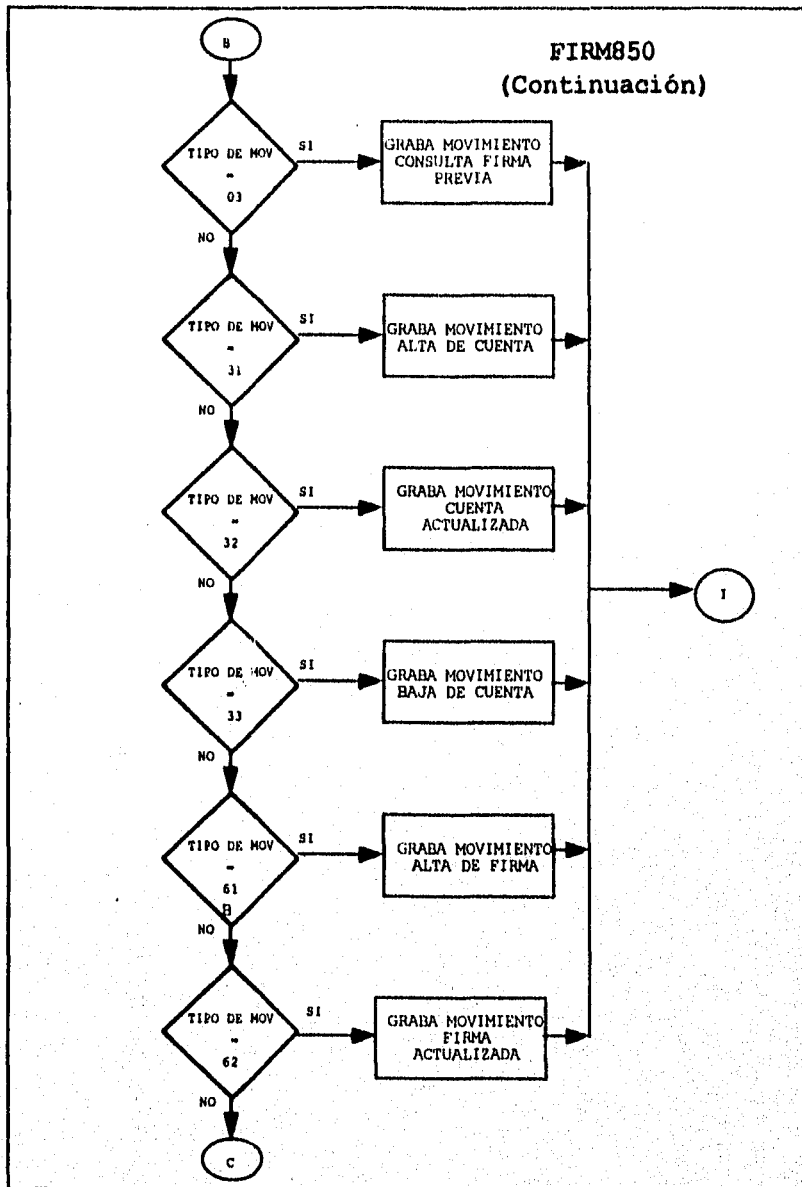 B
FIRM850
(Continuación)
TIPO DE MOV
=
03
SI
GRABA MOVIMIENTO
CONSULTA FIRMA
PREVIA
NO
TIPO DE MOV
=
31
SI
GRABA MOVIMIENTO
ALTA DE CUENTA
NO
TIPO DE MOV
=
32
SI
GRABA MOVIMIENTO
CUENTA
ACTUALIZADA
NO
I
TIPO DE MOV
=
33
SI
GRABA MOVIMIENTO
BAJA DE CUENTA
NO
TIPO DE MOV
=
61
B
SI
GRABA MOVIMIENTO
ALTA DE FIRMA
NO
TIPO DE MOV
=
62
SI
GRABA MOVIMIENTO
FIRMA
ACTUALIZADA
NO
C